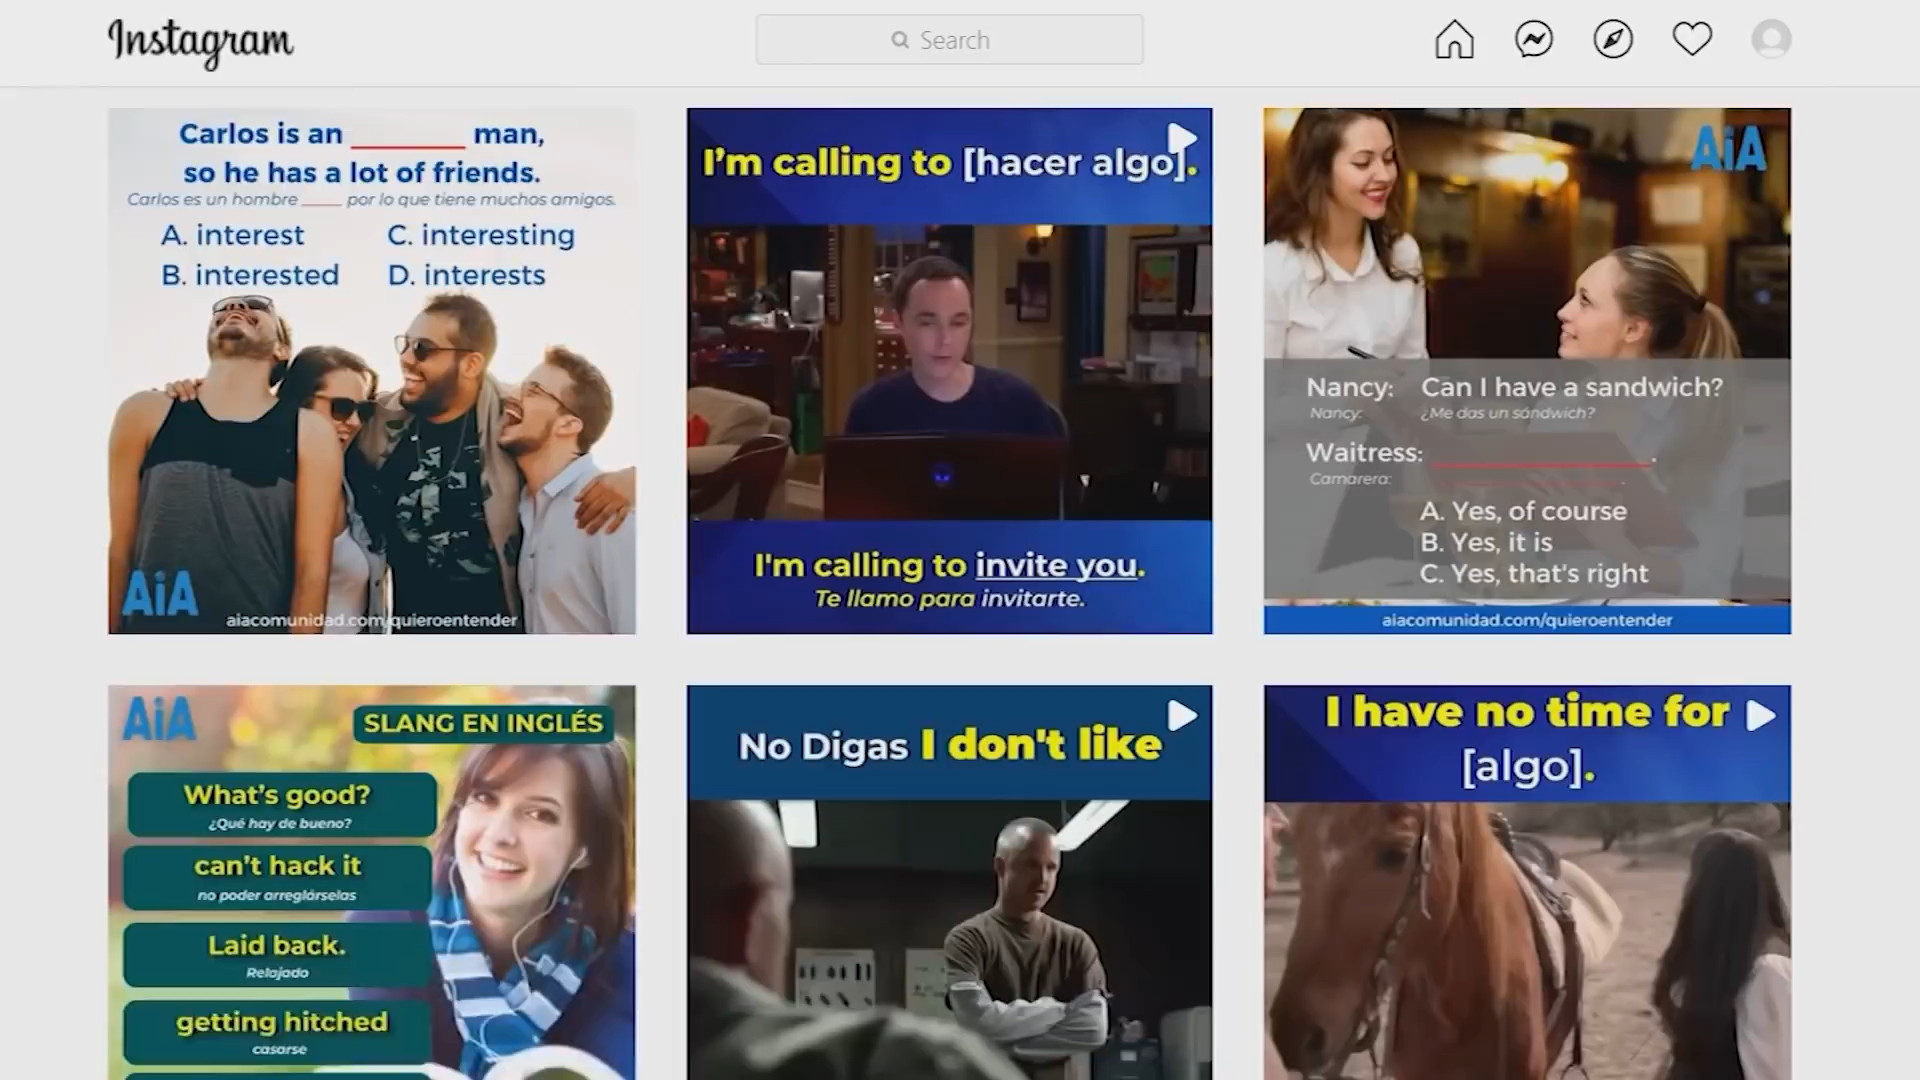 Instagram
Search
Carlos is an ______ man,
so he has a lot of friends.
Carlos es un hombre ____ por lo que tiene muchos amigos.
A. interest
C. interesting
B. interested
D. interests
AiA
aiacomunidad.com/quieroentender
I'm calling to [hacer algo].
I'm calling to invite you.
Te llamo para invitarte.
AiA
Nancy: Can I have a sandwich?
Nancy: ¿Me das un sándwich?
Waitress: ______.
Camarera: ______.
A. Yes, of course
B. Yes, it is
C. Yes, that's right
aiacomunidad.com/quieroentender
AiA
SLANG EN INGLÉS
What's good?
¿Qué hay de bueno?
can't hack it
no poder arreglárselas
Laid back.
Relajado
getting hitched
casarse
No Digas I don't like
I have no time for
[algo].